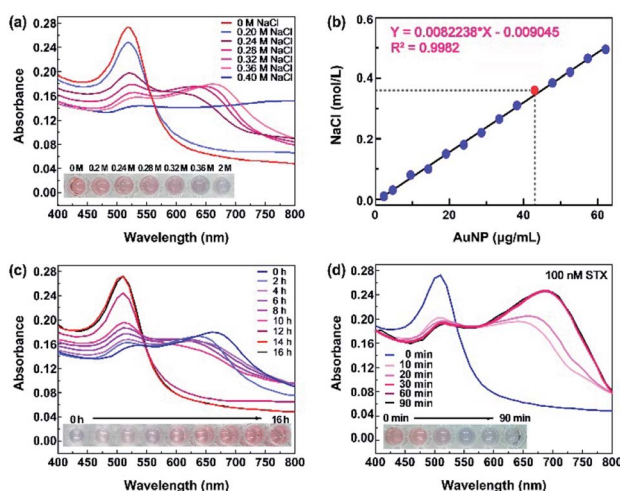 (a)
0 M NaCl
0.20 M NaCl
0.24 M NaCl
0.28 M NaCl
0.32 M NaCl
0.36 M NaCl
0.40 M NaCl
0.28
0.24
0.20
0.16
0.12
0.08
0.04
0.00
Absorbance
0 M 0.2 M 0.24 M 0.28 M 0.32 M 0.36 M 2 M
400 450 500 550 600 650 700 750 800
Wavelength (nm)
(b)
Y = 0.0082238*X - 0.009045
R² = 0.9982
0.6
0.4
0.2
0.0
NaCl (mol/L)
0 20 40 60
AuNP (μg/mL)
(c)
0 h
2 h
4 h
6 h
8 h
10 h
12 h
14 h
16 h
0.28
0.24
0.20
0.16
0.12
0.08
0.04
0.00
Absorbance
0 h 16 h
400 450 500 550 600 650 700 750 800
Wavelength (nm)
(d)
100 nM STX
0 min
10 min
20 min
30 min
60 min
90 min
0.28
0.24
0.20
0.16
0.12
0.08
0.04
0.00
Absorbance
0 min 90 min
400 450 500 550 600 650 700 750 800
Wavelength (nm)